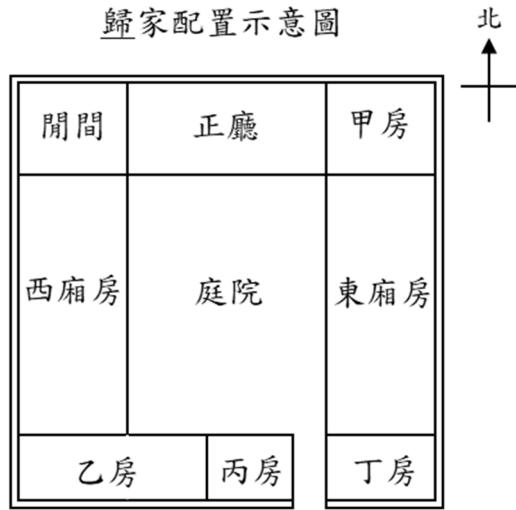 歸家配置示意圖
北
閒間 正廳 甲房
西廂房 庭院 東廂房
乙房 丙房 丁房